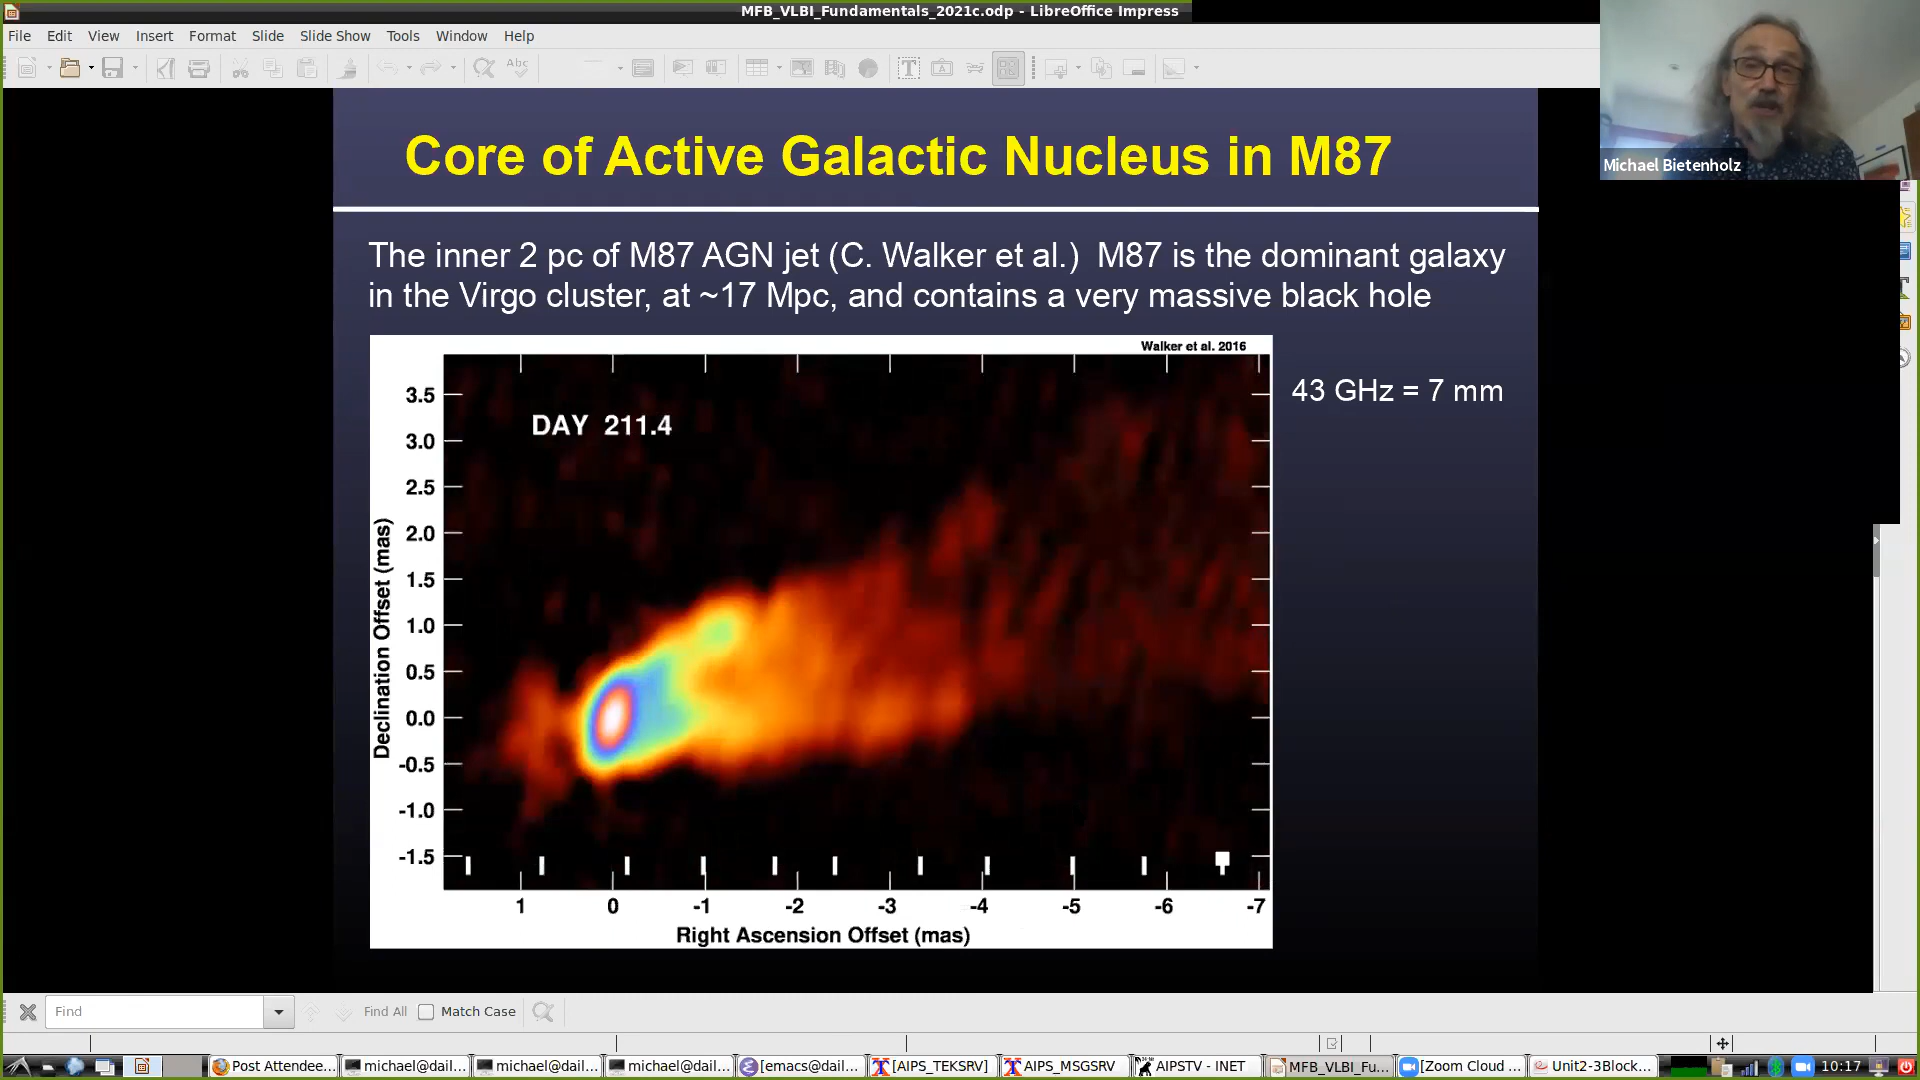 MFB_VLBI_Fundamentals_2021c.odp - LibreOffice Impress
File Edit View Insert Format Slide Slide Show Tools Window Help
Michael Bietenholz
Core of Active Galactic Nucleus in M87
The inner 2 pc of M87 AGN jet (C. Walker et al.) M87 is the dominant galaxy
in the Virgo cluster, at ~17 Mpc, and contains a very massive black hole
Walker et al. 2016
43 GHz = 7 mm
DAY 211.4
3.5
3.0
2.5
2.0
1.5
1.0
0.5
0.0
-0.5
-1.0
-1.5
Declination Offset (mas)
1 0 -1 -2 -3 -4 -5 -6 -7
Right Ascension Offset (mas)
Find Find All Match Case
Post Attendee... michael@dail... michael@dail... michael@dail... [emacs@dail... [AIPS_TEKSRV] AIPS_MSGSRV AIPSTV - INET MFB_VLBI_Fu... [Zoom Cloud ... Unit2-3Block... 10:17